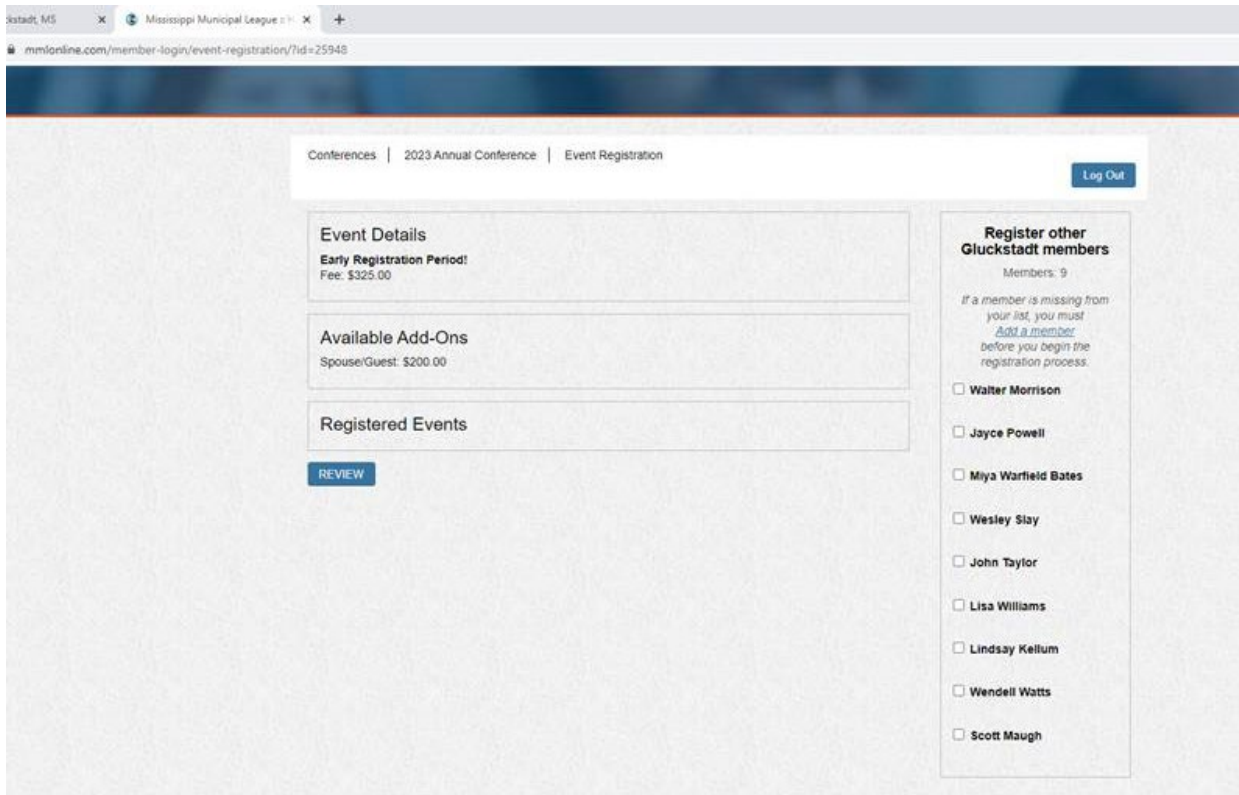 kstadt, MS x Mississippi Municipal League :: x +
mmlonline.com/member-login/event-registration/?id=25948
Conferences | 2023 Annual Conference | Event Registration
Log Out
Event Details
Early Registration Period!
Fee: $325.00
Available Add-Ons
Spouse/Guest: $200.00
Registered Events
REVIEW
Register other
Gluckstadt members
Members: 9
If a member is missing from
your list, you must
Add a member
before you begin the
registration process.
Walter Morrison
Jayce Powell
Miya Warfield Bates
Wesley Slay
John Taylor
Lisa Williams
Lindsay Kellum
Wendell Watts
Scott Maugh